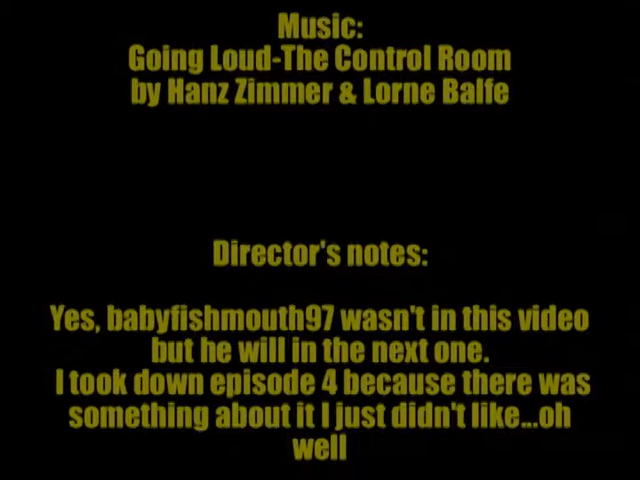 Music:
Going Loud-The Control Room
by Hanz Zimmer & Lorne Balfe
Director's notes:
Yes, babyfishmouth97 wasn't in this video
but he will in the next one.
I took down episode 4 because there was
something about it I just didn't like...oh
well